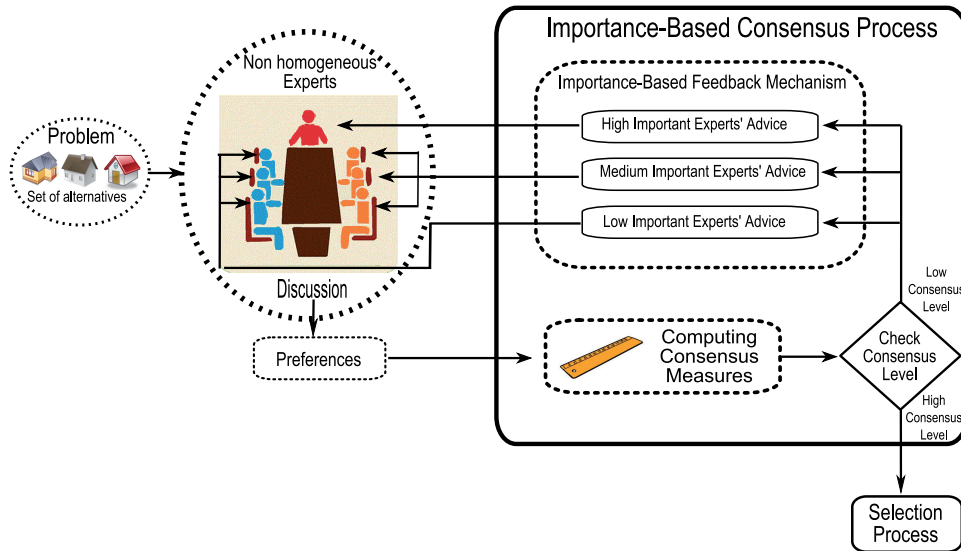 Importance-Based Consensus Process
Non homogeneous
Experts
Importance-Based Feedback Mechanism
High Important Experts' Advice
Problem
Set of alternatives
Medium Important Experts' Advice
Low Important Experts' Advice
Discussion
Low
Consensus
Level
Preferences
Computing
Consensus
Measures
Check
Consensus
Level
High
Consensus
Level
Selection
Process